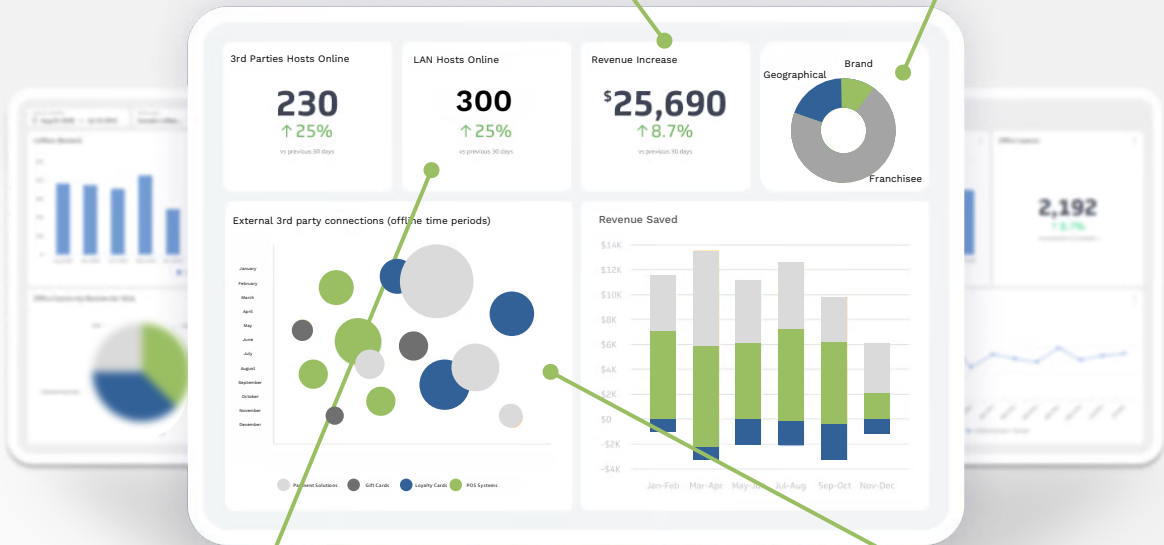 3rd Parties Hosts Online
230
↑25%
vs previous 30 days
LAN Hosts Online
300
↑25%
vs previous 30 days
Revenue Increase
$25,690
↑8.7%
vs previous 30 days
Brand
Geographical
Franchisee
External 3rd party connections (offline time periods)
January
February
March
April
May
June
July
August
September
October
November
December
Payment Solutions
Gift Cards
Loyalty Cards
POS Systems
Revenue Saved
$14K
$12K
$10K
$8K
$6K
$4K
$2K
$0
-$2K
-$4K
Jan-Feb
Mar-Apr
May-Jun
Jul-Aug
Sep-Oct
Nov-Dec
2,192